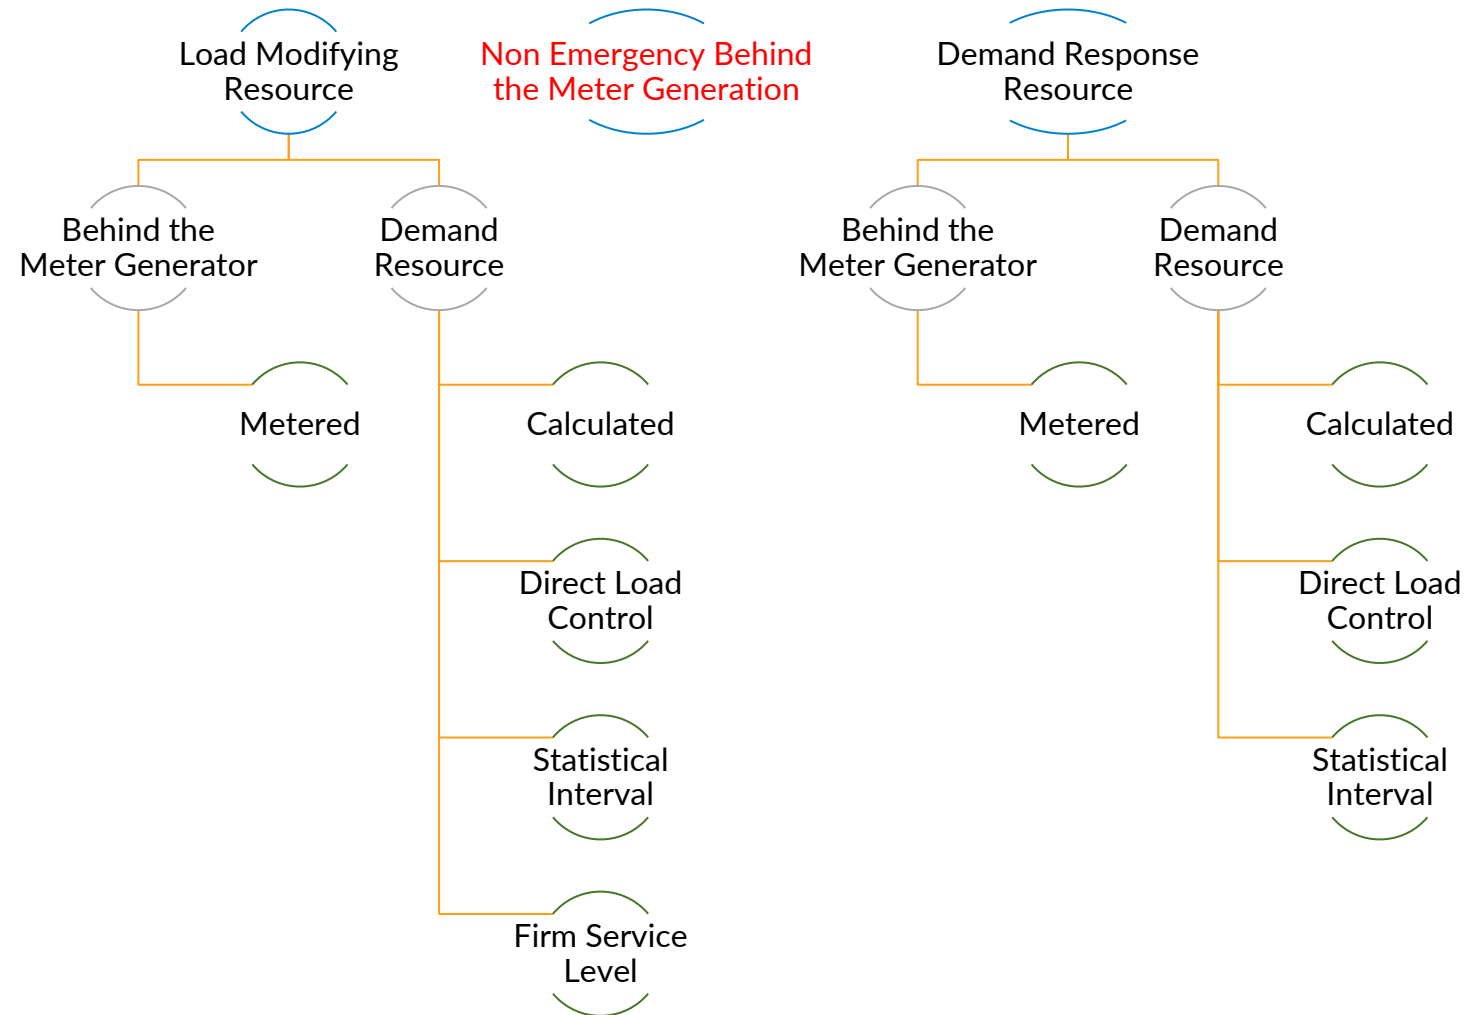 Load Modifying
Resource
Non Emergency Behind
the Meter Generation
Demand Response
Resource
Behind the
Meter Generator
Demand
Resource
Behind the
Meter Generator
Demand
Resource
Metered
Calculated
Metered
Calculated
Direct Load
Control
Direct Load
Control
Statistical
Interval
Statistical
Interval
Firm Service
Level